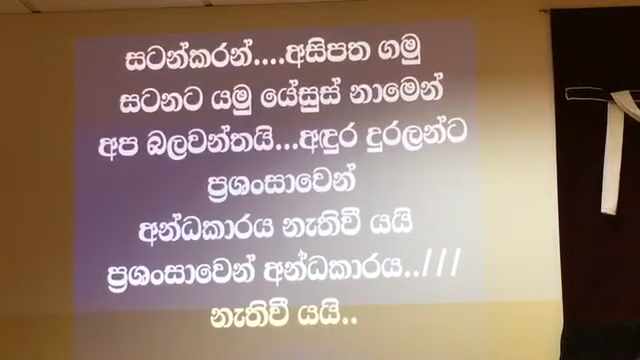 සටන්කරන්....අසිපත ගමු
සටනට යමු යේසුස් නාමෙන්
අප බලවන්තයි...අඳුර දුරලන්ට
ප්‍රශංසාවෙන්
අන්ධකාරය නැතිවී යයි
ප්‍රශංසාවෙන් අන්ධකාරය..///
නැතිවී යයි..